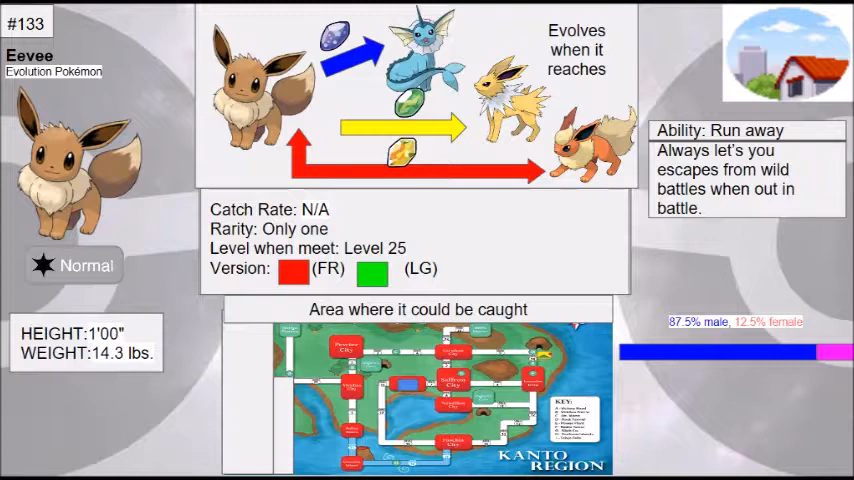 #133
Eevee
Evolution Pokémon
Evolves
when it
reaches
Ability: Run away
Always let's you
escapes from wild
battles when out in
battle.
Normal
Catch Rate: N/A
Rarity: Only one
Level when meet: Level 25
Version: (FR) (LG)
HEIGHT:1'00"
WEIGHT:14.3 lbs.
87.5% male, 12.5% female
Area where it could be caught
Saffron
City
KEY:
KANTO
REGION